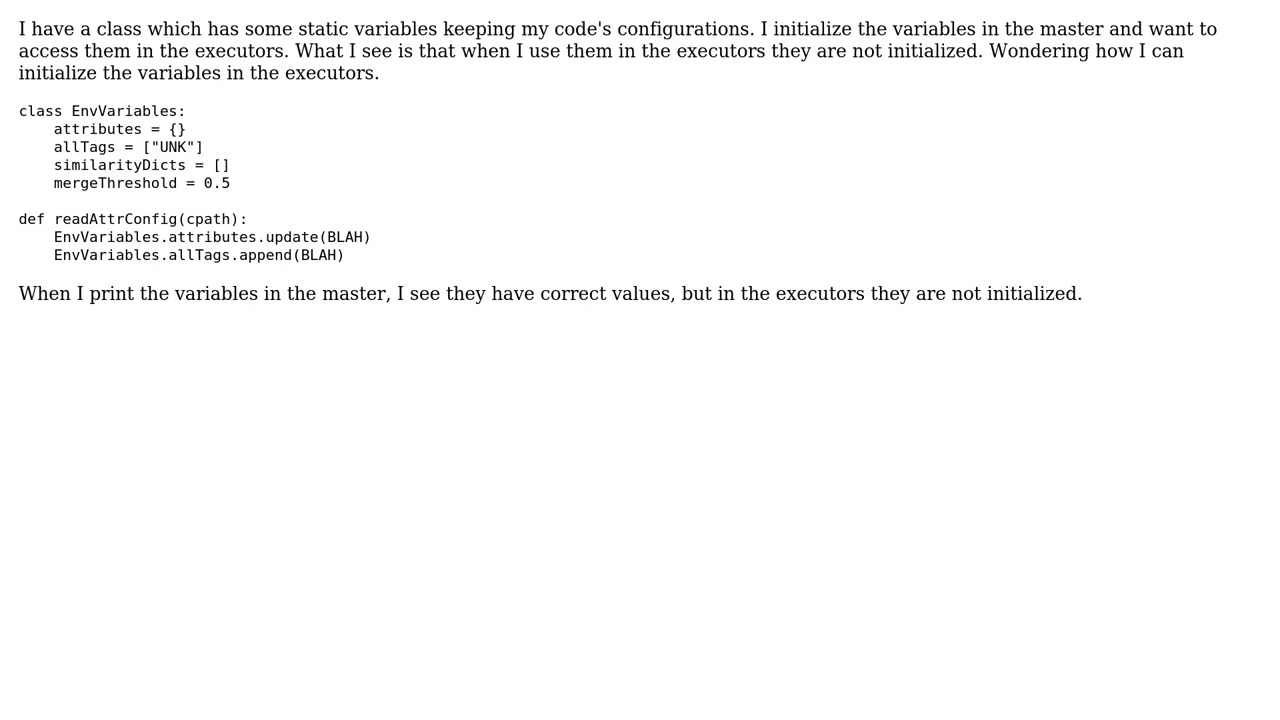 I have a class which has some static variables keeping my code's configurations. I initialize the variables in the master and want to
access them in the executors. What I see is that when I use them in the executors they are not initialized. Wondering how I can
initialize the variables in the executors.
class EnvVariables:
    attributes = {}
    allTags = ["UNK"]
    similarityDicts = []
    mergeThreshold = 0.5
def readAttrConfig(cpath):
    EnvVariables.attributes.update(BLAH)
    EnvVariables.allTags.append(BLAH)
When I print the variables in the master, I see they have correct values, but in the executors they are not initialized.